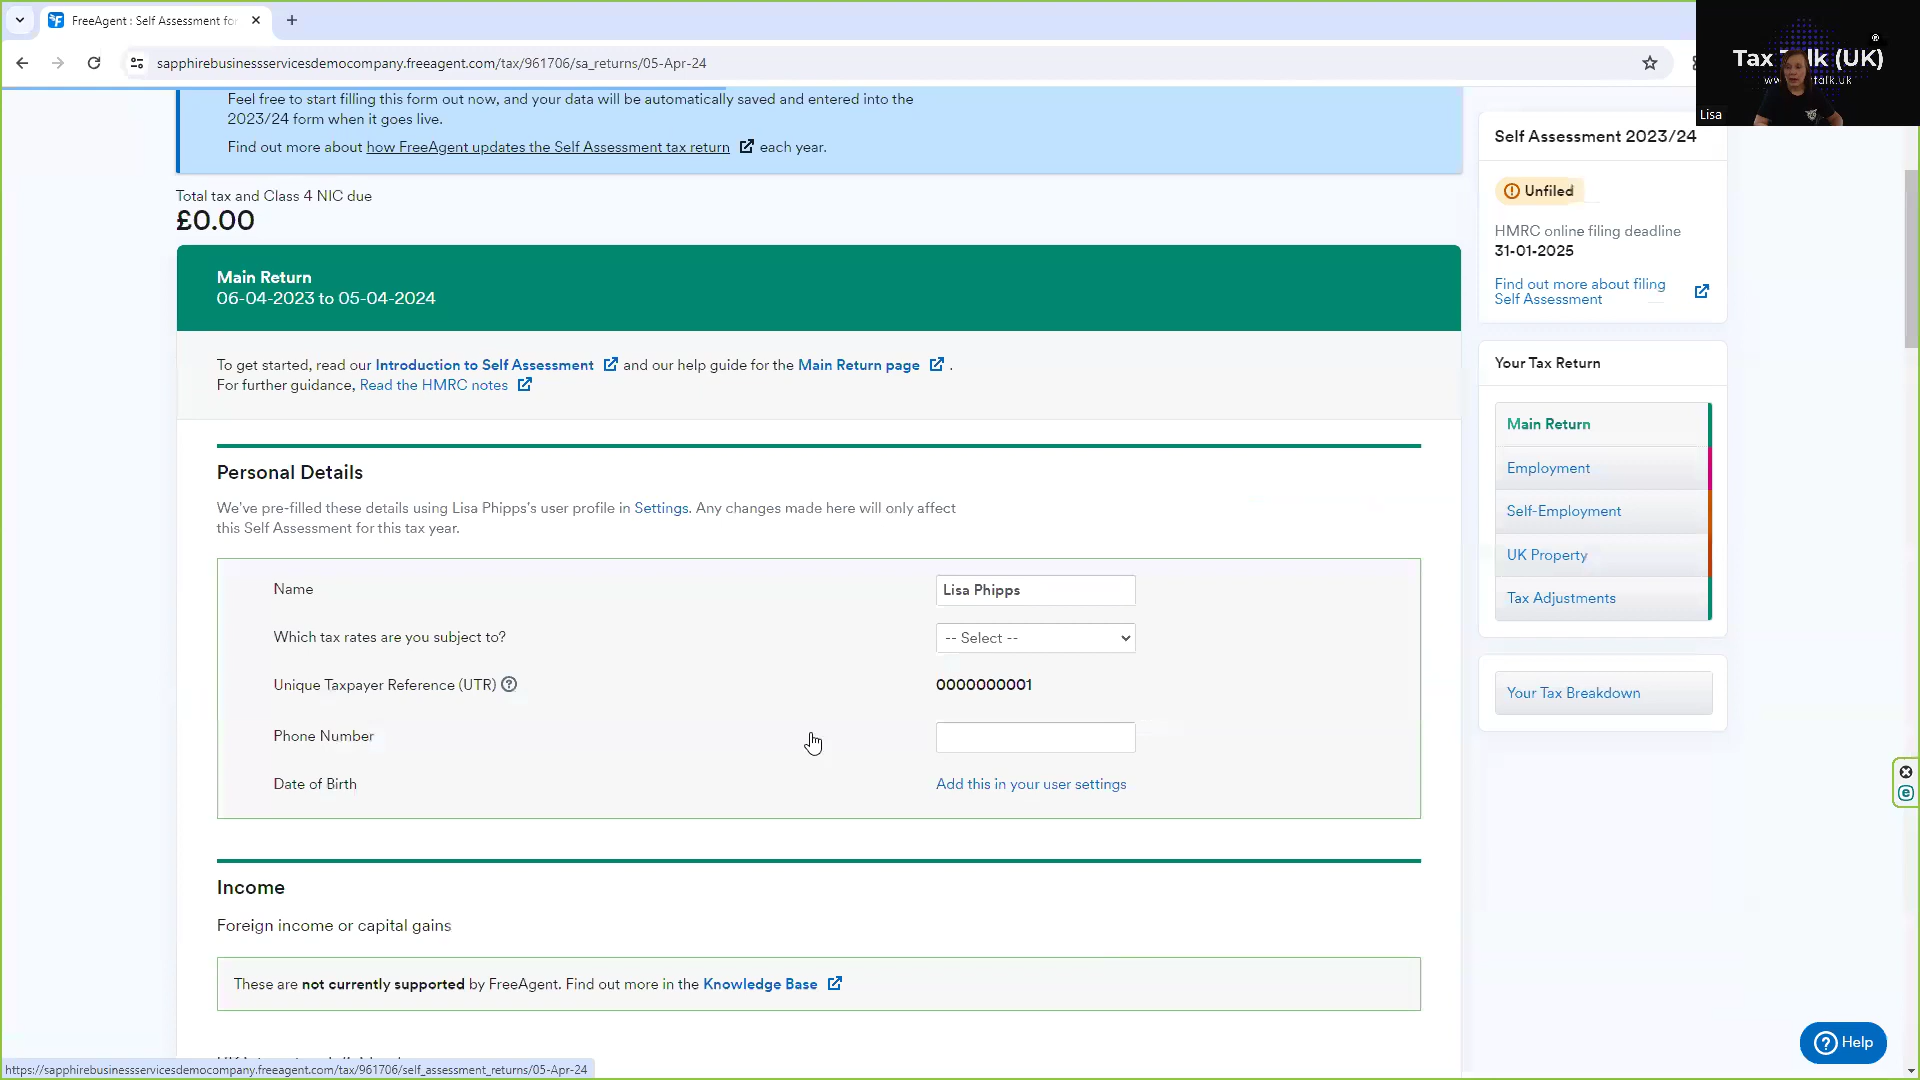 FreeAgent : Self Assessment for
sapphirebusinessservicesdemocompany.freeagent.com/tax/961706/sa_returns/05-Apr-24
Tax Talk (UK)
®
Lisa
Feel free to start filling this form out now, and your data will be automatically saved and entered into the
2023/24 form when it goes live.
Find out more about how FreeAgent updates the Self Assessment tax return each year.
Total tax and Class 4 NIC due
£0.00
Main Return
06-04-2023 to 05-04-2024
To get started, read our Introduction to Self Assessment and our help guide for the Main Return page .
For further guidance, Read the HMRC notes
Personal Details
We've pre-filled these details using Lisa Phipps's user profile in Settings. Any changes made here will only affect
this Self Assessment for this tax year.
Name
Lisa Phipps
Which tax rates are you subject to?
-- Select --
Unique Taxpayer Reference (UTR)
0000000001
Phone Number
Date of Birth
Add this in your user settings
Income
Foreign income or capital gains
These are not currently supported by FreeAgent. Find out more in the Knowledge Base
Self Assessment 2023/24
Unfiled
HMRC online filing deadline
31-01-2025
Find out more about filing
Self Assessment
Your Tax Return
Main Return
Employment
Self-Employment
UK Property
Tax Adjustments
Your Tax Breakdown
Help
https://sapphirebusinessservicesdemocompany.freeagent.com/tax/961706/self_assessment_returns/05-Apr-24